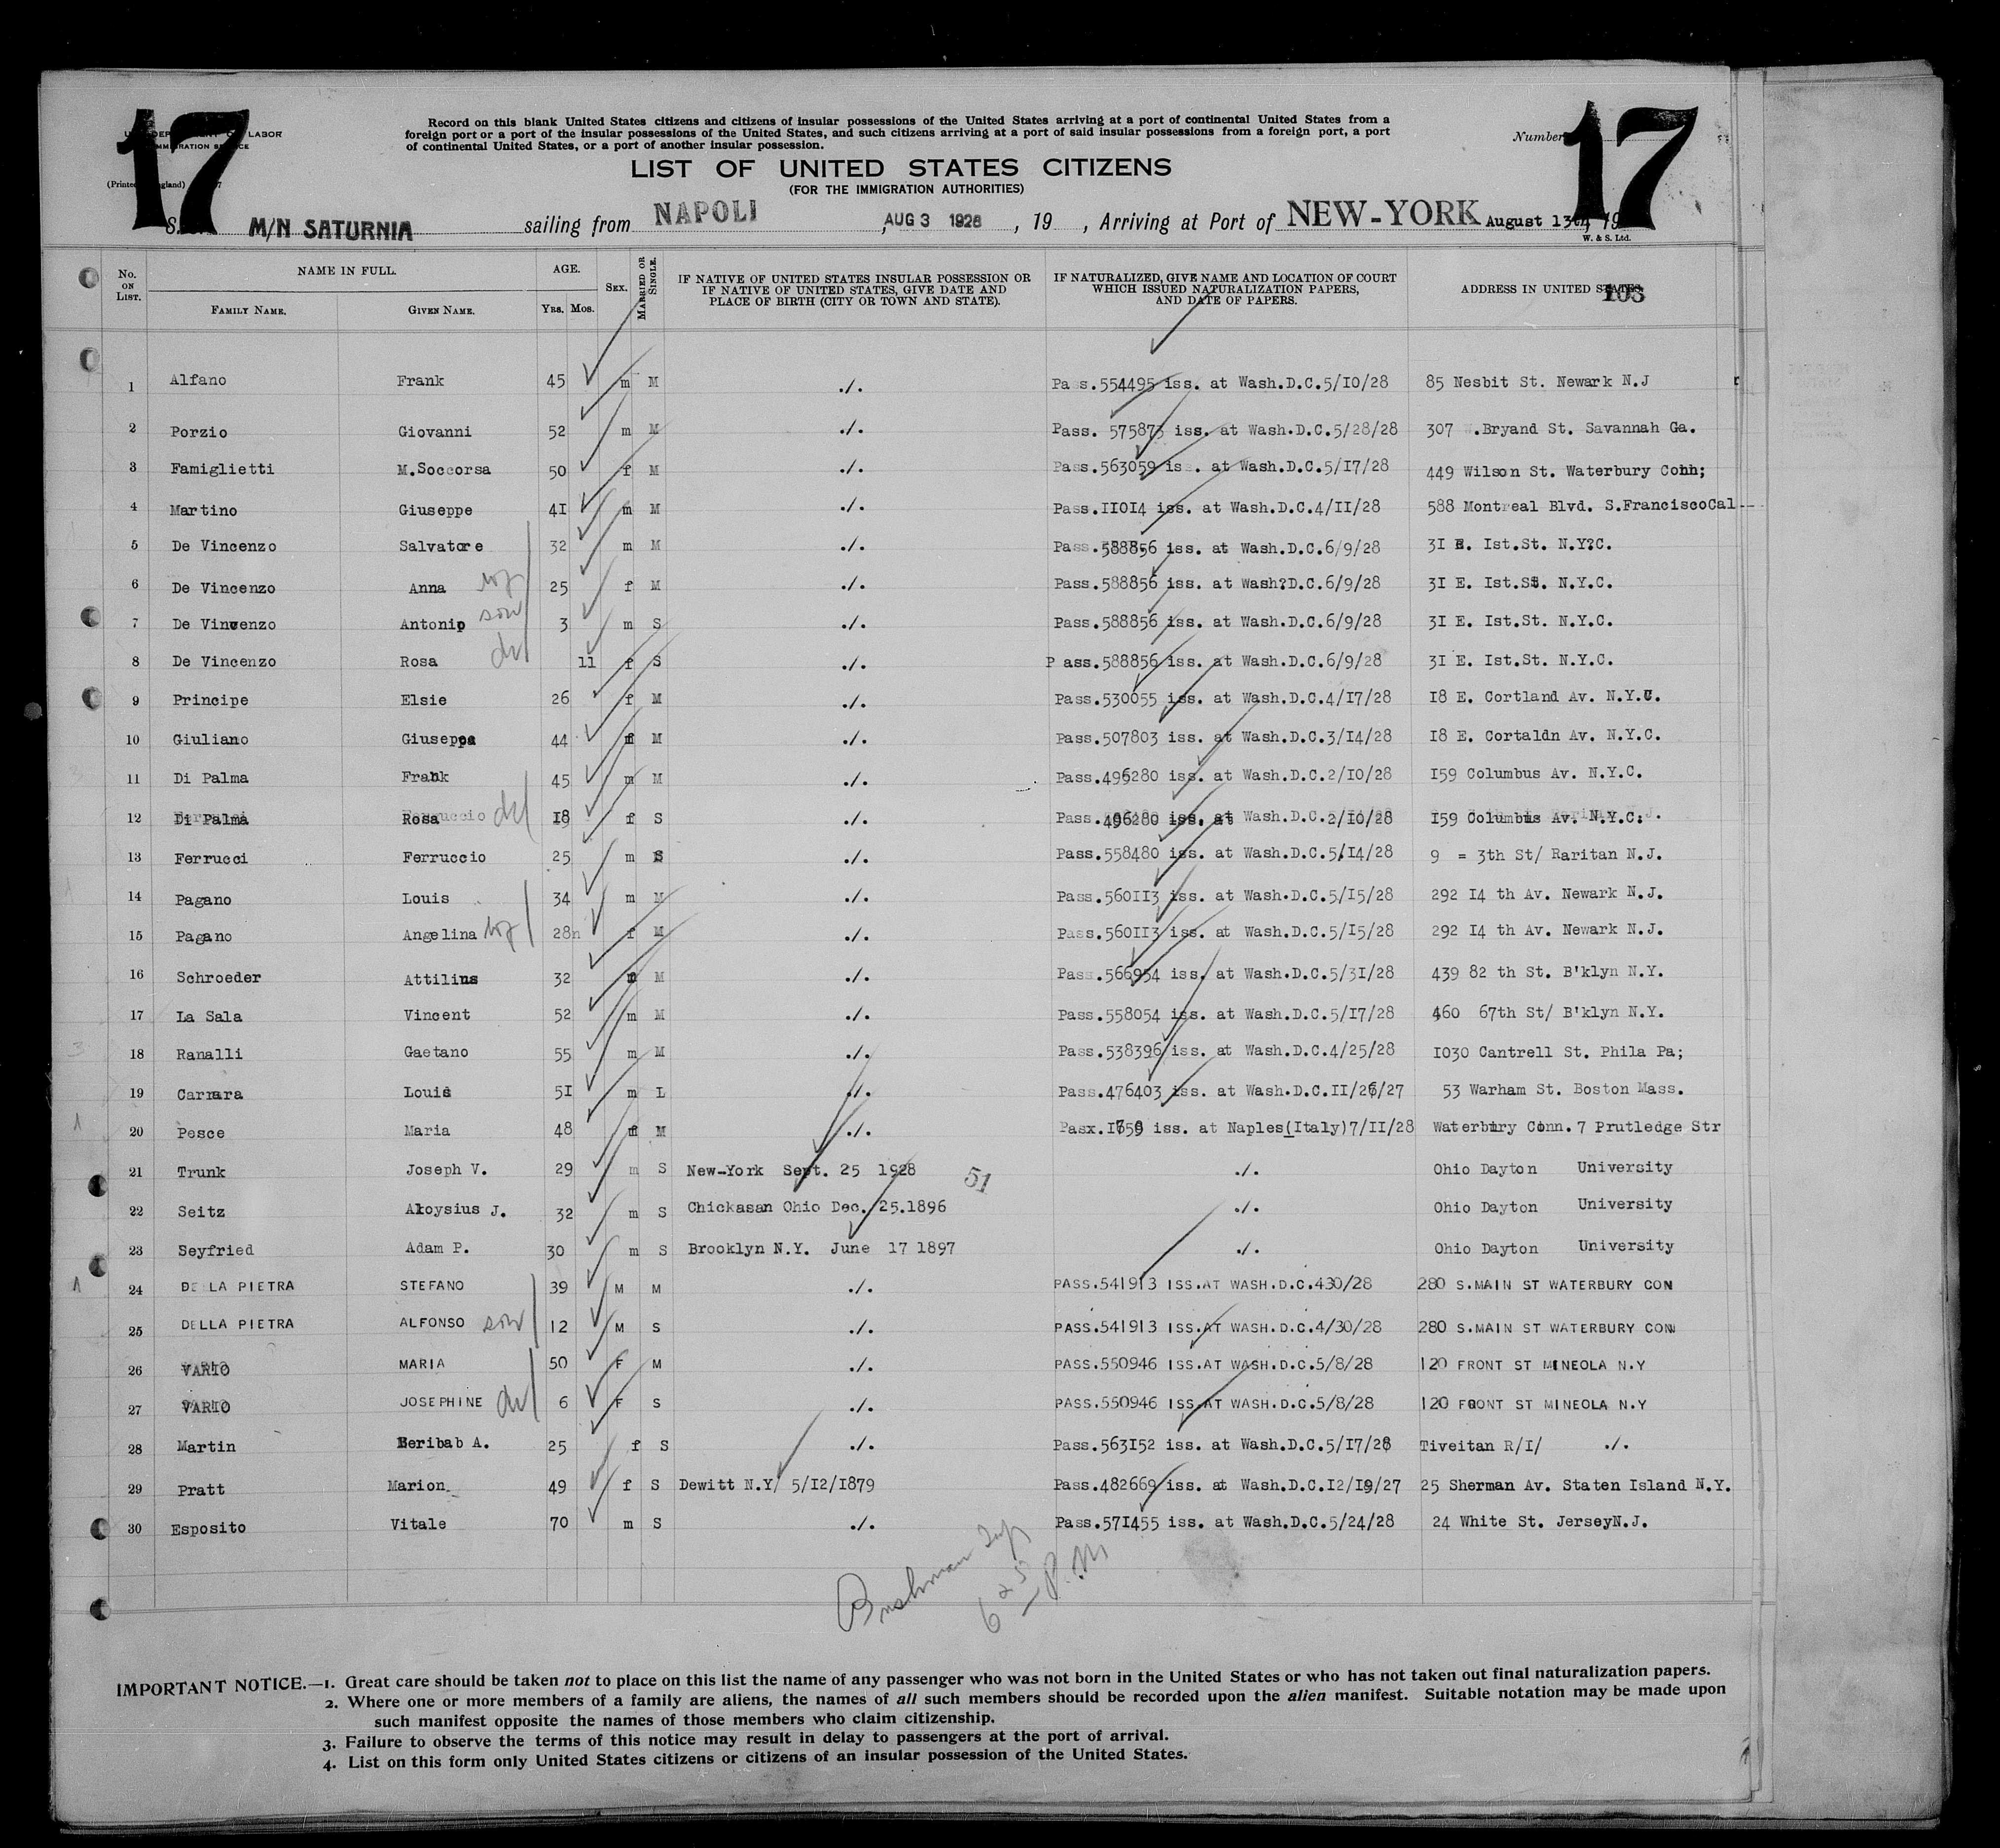 17
17
Record on this blank United States citizens and citizens of insular possessions of the United States arriving at a port of continental United States from a
foreign port or a port of the insular possessions of the United States, and such citizens arriving at a port of said insular possessions from a foreign port, a port
of continental United States, or a port of another insular possession.
LABOR
Number
LIST OF UNITED STATES CITIZENS
(FOR THE IMMIGRATION AUTHORITIES)
M/N SATURNIA sailing from NAPOLI, AUG 3 1928, 19 , Arriving at Port of NEW-YORK August 13th, 19
W. & S. Ltd.
No. ON LIST. NAME IN FULL. AGE. SEX. MARRIED OR SINGLE. IF NATIVE OF UNITED STATES INSULAR POSSESSION OR IF NATIVE OF UNITED STATES, GIVE DATE AND PLACE OF BIRTH (CITY OR TOWN AND STATE). IF NATURALIZED, GIVE NAME AND LOCATION OF COURT WHICH ISSUED NATURALIZATION PAPERS, AND DATE OF PAPERS. ADDRESS IN UNITED STATES 103
FAMILY NAME. GIVEN NAME. YRS. MOS.
1 Alfano Frank 45 m M ./. Pass.554495 iss. at Wash.D.C.5/10/28 85 Nesbit St. Newark N.J
2 Porzio Giovanni 52 m M ./. Pass. 575873 iss. at Wash.D.C.5/28/28 307 .Bryand St. Savannah Ga.
3 Famiglietti M.Soccorsa 50 f M ./. Pass.563059 is . at Wash.D.C.5/17/28 449 Wilson St. Waterbury Conn;
4 Martino Giuseppe 41 m M ./. Pass.11014 iss. at Wash.D.C.4/11/28 588 Montreal Blvd. S.FranciscoCal
5 De Vincenzo Salvatore 32 m M ./. Pass.588856 iss. at Wash.D.C.6/9/28 31 E. Ist.St. N.Y?C.
6 De Vincenzo Anna 25 f M ./. Pass.588856 iss. at Wash?D.C.6/9/28 31 E. Ist.St. N.Y.C.
7 De Vincenzo Antonio son 3 m S ./. Pass.588856 iss. at Wash.D.C.6/9/28 31 E. Ist.St. N.Y.C.
8 De Vincenzo Rosa 11 f S ./. P ass.588856 iss. at Wash.D.C.6/9/28 31 E. Ist.St. N.Y.C.
9 Principe Elsie 26 f M ./. Pass.530055 iss. at Wash.D.C.4/17/28 18 E. Cortland Av. N.Y.C.
10 Giuliano Giuseppa 44 f M ./. Pass.507803 iss. at Wash.D.C.3/14/28 18 E. Cortaldn Av. N.Y.C.
11 Di Palma Frank 45 m M ./. Pass.496280 iss. at Wash.D.C.2/10/28 159 Columbus Av. N.Y.C.
12 Di Palma Rosa 18 f S ./. Pass.496280 iss. at Wash.D.C.2/10/28 159 Columbus Av. N.Y.C.
13 Ferrucci Ferruccio 25 m S ./. Pass.558480 iss. at Wash.D.C.5/14/28 9 = 3th St/ Raritan N.J.
14 Pagano Louis 34 m M ./. Pass.560113 iss. at Wash.D.C.5/15/28 292 14 th Av. Newark N.J.
15 Pagano Angelina 28 f M ./. Pass.560113 iss. at Wash.D.C.5/15/28 292 14 th Av. Newark N.J.
16 Schroeder Attilius 32 m M ./. Pass.566954 iss. at Wash.D.C.5/31/28 439 82 th St. B'klyn N.Y.
17 La Sala Vincent 52 m M ./. Pass.558054 iss. at Wash.D.C.5/17/28 460 67th St/ B'klyn N.Y.
18 Ranalli Gaetano 55 m M ./. Pass.538396 iss. at Wash.D.C.4/25/28 1030 Cantrell St. Phila Pa;
19 Carrara Louis 51 m L ./. Pass.476403 iss. at Wash.D.C.11/26/27 53 Warham St. Boston Mass.
20 Pesce Maria 48 f M ./. iss. at Naples(Italy)7/11/28 Waterbury Conn. 7 Prutledge Str
21 Trunk Joseph V. 29 m S New-York Sept. 25 1928 51 ./. Ohio Dayton University
22 Seitz Aloysius J. 32 m S Chickasan Ohio Dec. 25.1896 ./. Ohio Dayton University
23 Seyfried Adam P. 30 m S Brooklyn N.Y. June 17 1897 ./. Ohio Dayton University
24 DELLA PIETRA STEFANO 39 M M ./. PASS.541913 ISS.AT WASH.D.C.430/28 280 S.MAIN ST WATERBURY CON
25 DELLA PIETRA ALFONSO son 12 M S ./. PASS.541913 ISS.AT WASH.D.C.4/30/28 280 S.MAIN ST WATERBURY CON
26 VARIO MARIA 50 F M ./. PASS.550946 ISS.AT WASH.D.C.5/8/28 120 FRONT ST MINEOLA N.Y
27 VARIO JOSEPHINE 6 F S ./. PASS.550946 ISS.AT WASH.D.C.5/8/28 120 FRONT ST MINEOLA N.Y
28 Martin A. 25 f S ./. Pass.563152 iss. at Wash.D.C.5/17/28 Tiveitan R/I/ ./.
29 Pratt Marion 49 f S Dewitt N.Y/ 5/12/1879 Pass.482669 iss. at Wash.D.C.12/19/27 25 Sherman Av. Staten Island N.Y.
30 Esposito Vitale 70 m S ./. Pass.571455 iss. at Wash.D.C.5/24/28 24 White St. JerseyN.J.
P.M
IMPORTANT NOTICE.—1. Great care should be taken not to place on this list the name of any passenger who was not born in the United States or who has not taken out final naturalization papers.
2. Where one or more members of a family are aliens, the names of all such members should be recorded upon the alien manifest. Suitable notation may be made upon
such manifest opposite the names of those members who claim citizenship.
3. Failure to observe the terms of this notice may result in delay to passengers at the port of arrival.
4. List on this form only United States citizens or citizens of an insular possession of the United States.